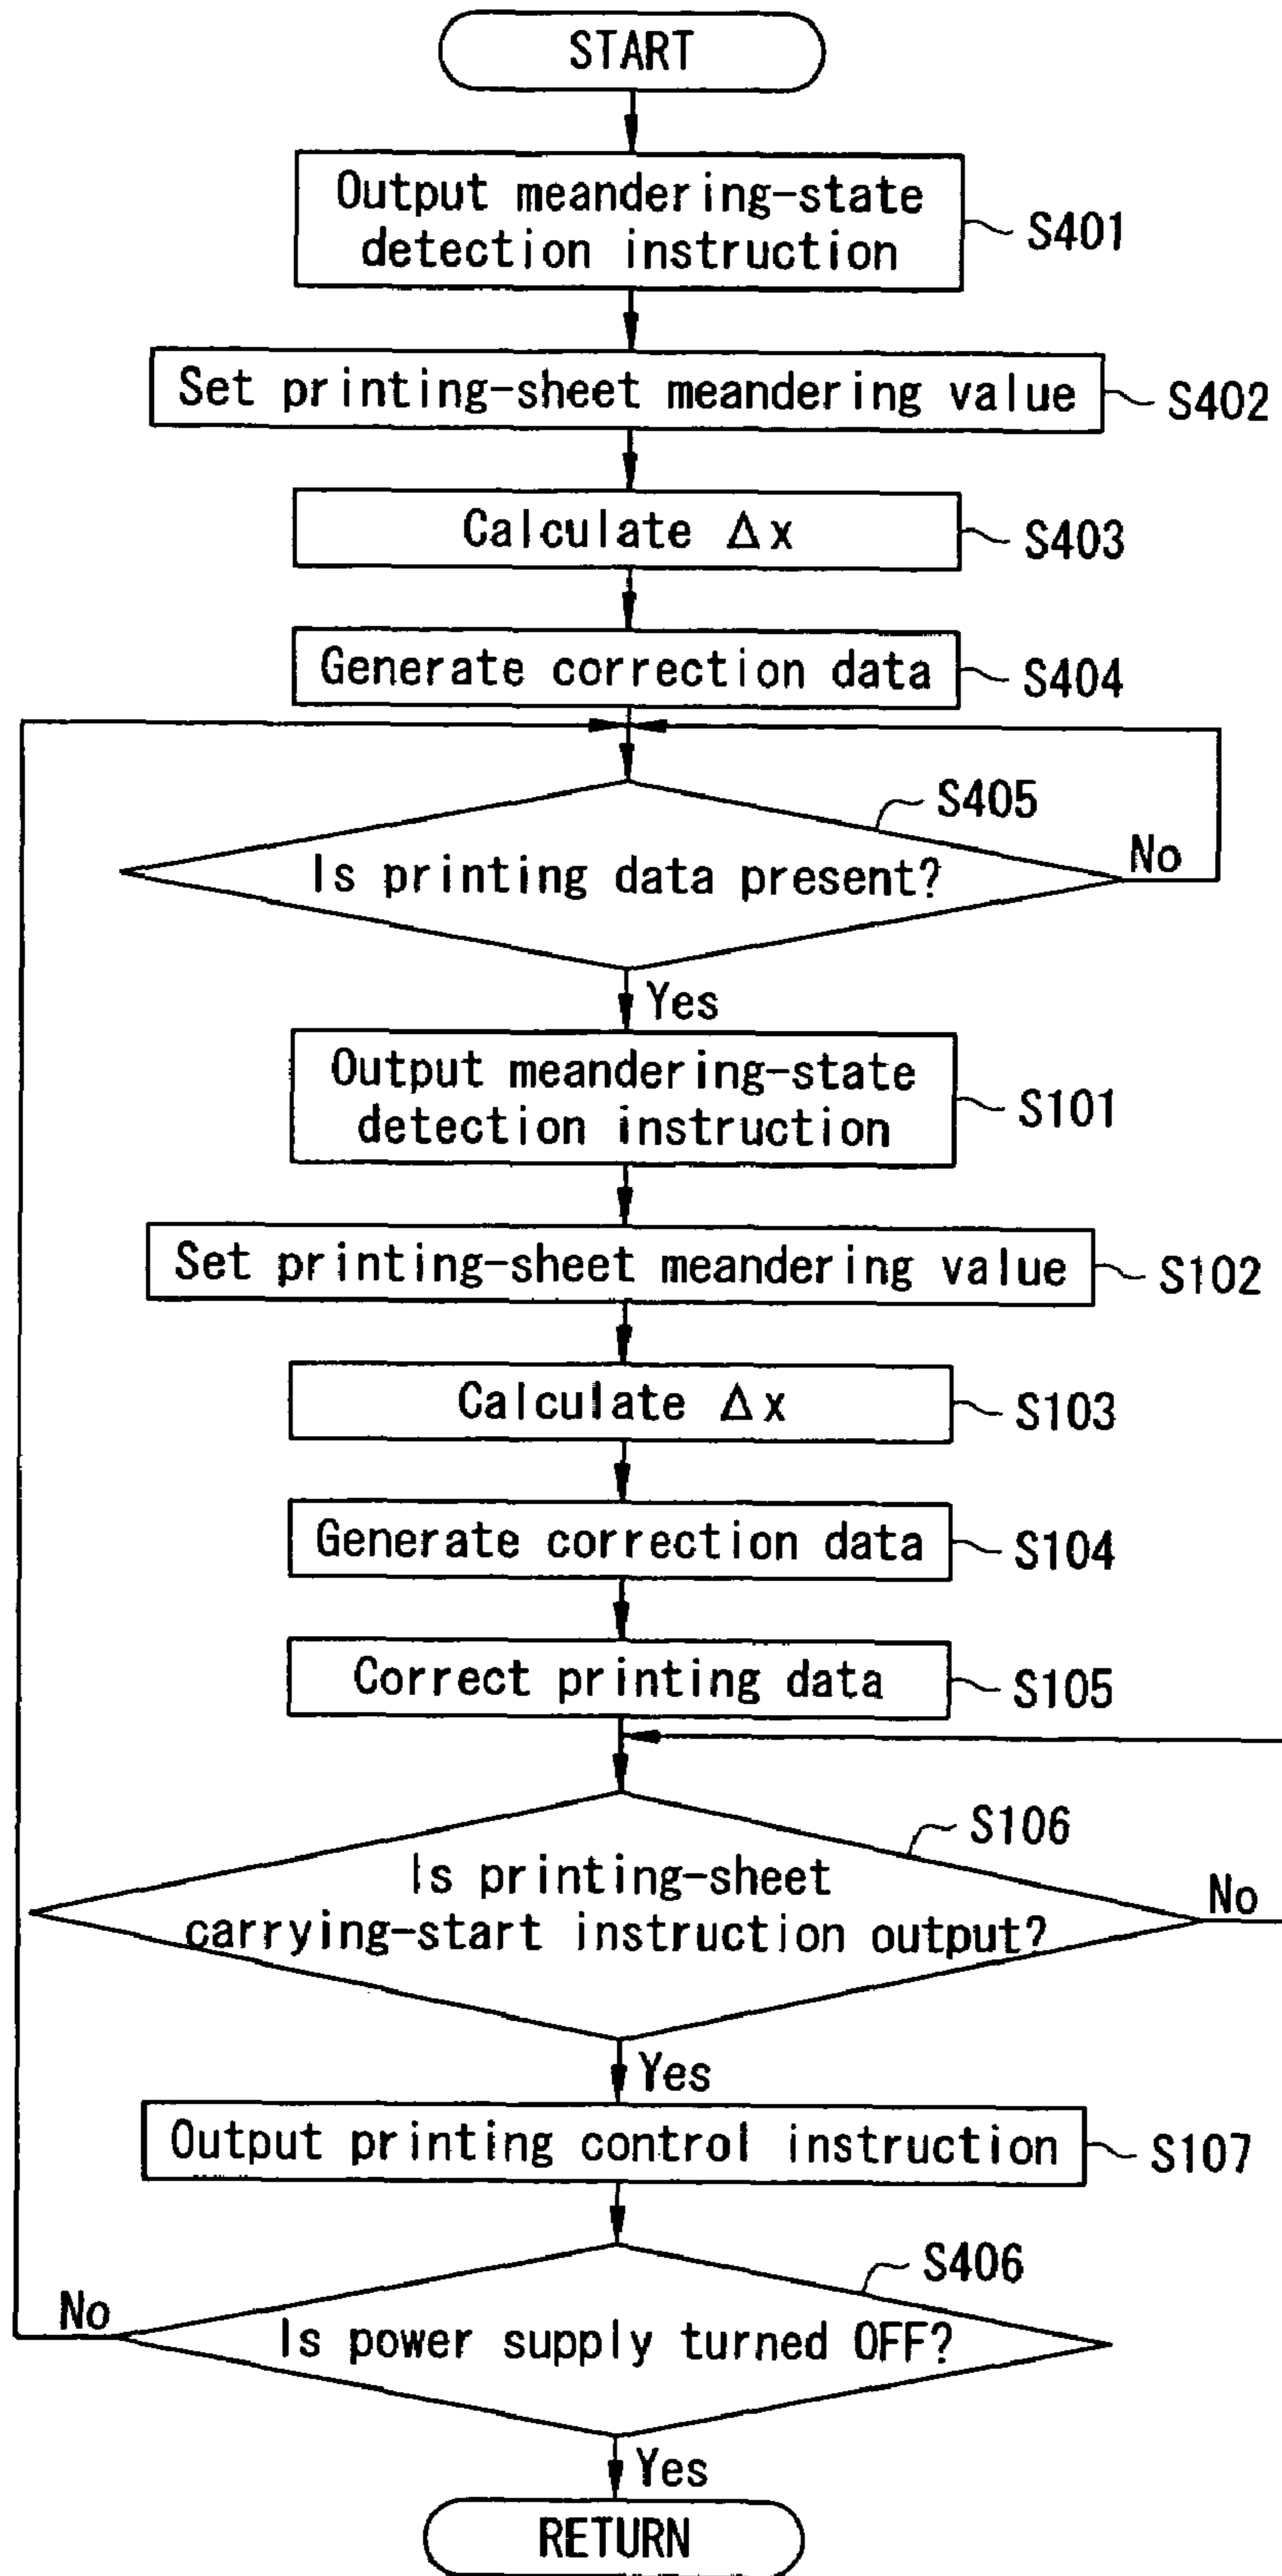 START
Output meandering-state
detection instruction
S401
Set printing-sheet meandering value
S402
Calculate Δx
S403
Generate correction data
S404
S405
Is printing data present?
No
Yes
Output meandering-state
detection instruction
S101
Set printing-sheet meandering value
S102
Calculate Δx
S103
Generate correction data
S104
Correct printing data
S105
S106
Is printing-sheet
carrying-start instruction output?
No
Yes
Output printing control instruction
S107
S406
No
Is power supply turned OFF?
Yes
RETURN